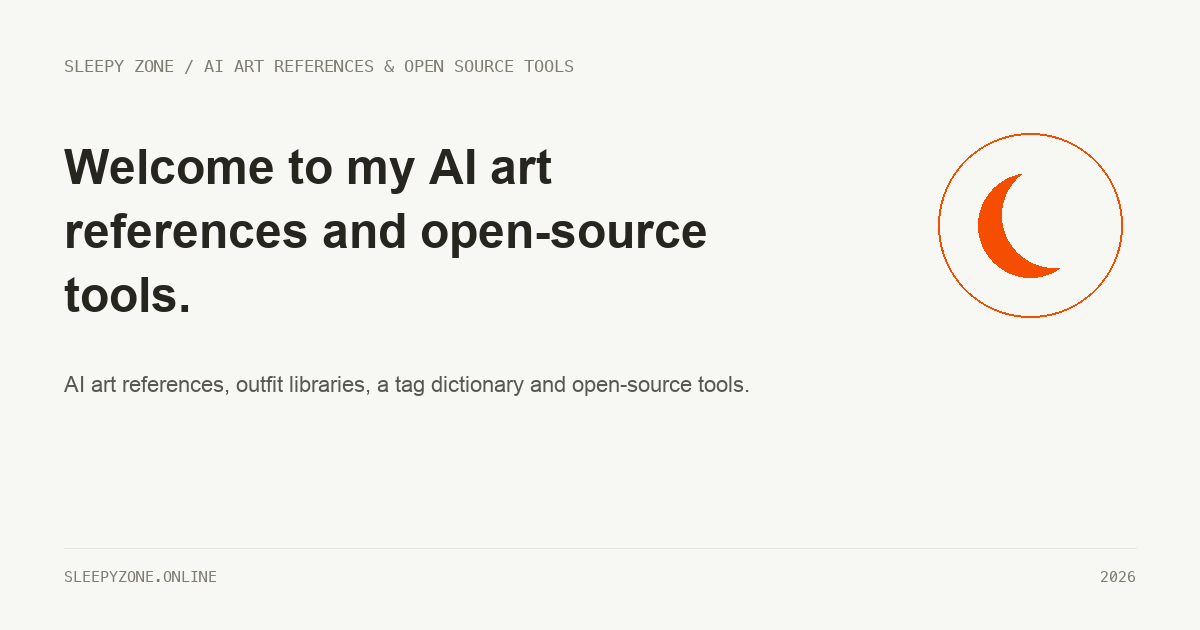 SLEEPY ZONE / AI ART REFERENCES & OPEN SOURCE TOOLS
Welcome to my AI art
references and open-source
tools.
AI art references, outfit libraries, a tag dictionary and open-source tools.
SLEEPYZONE.ONLINE
2026